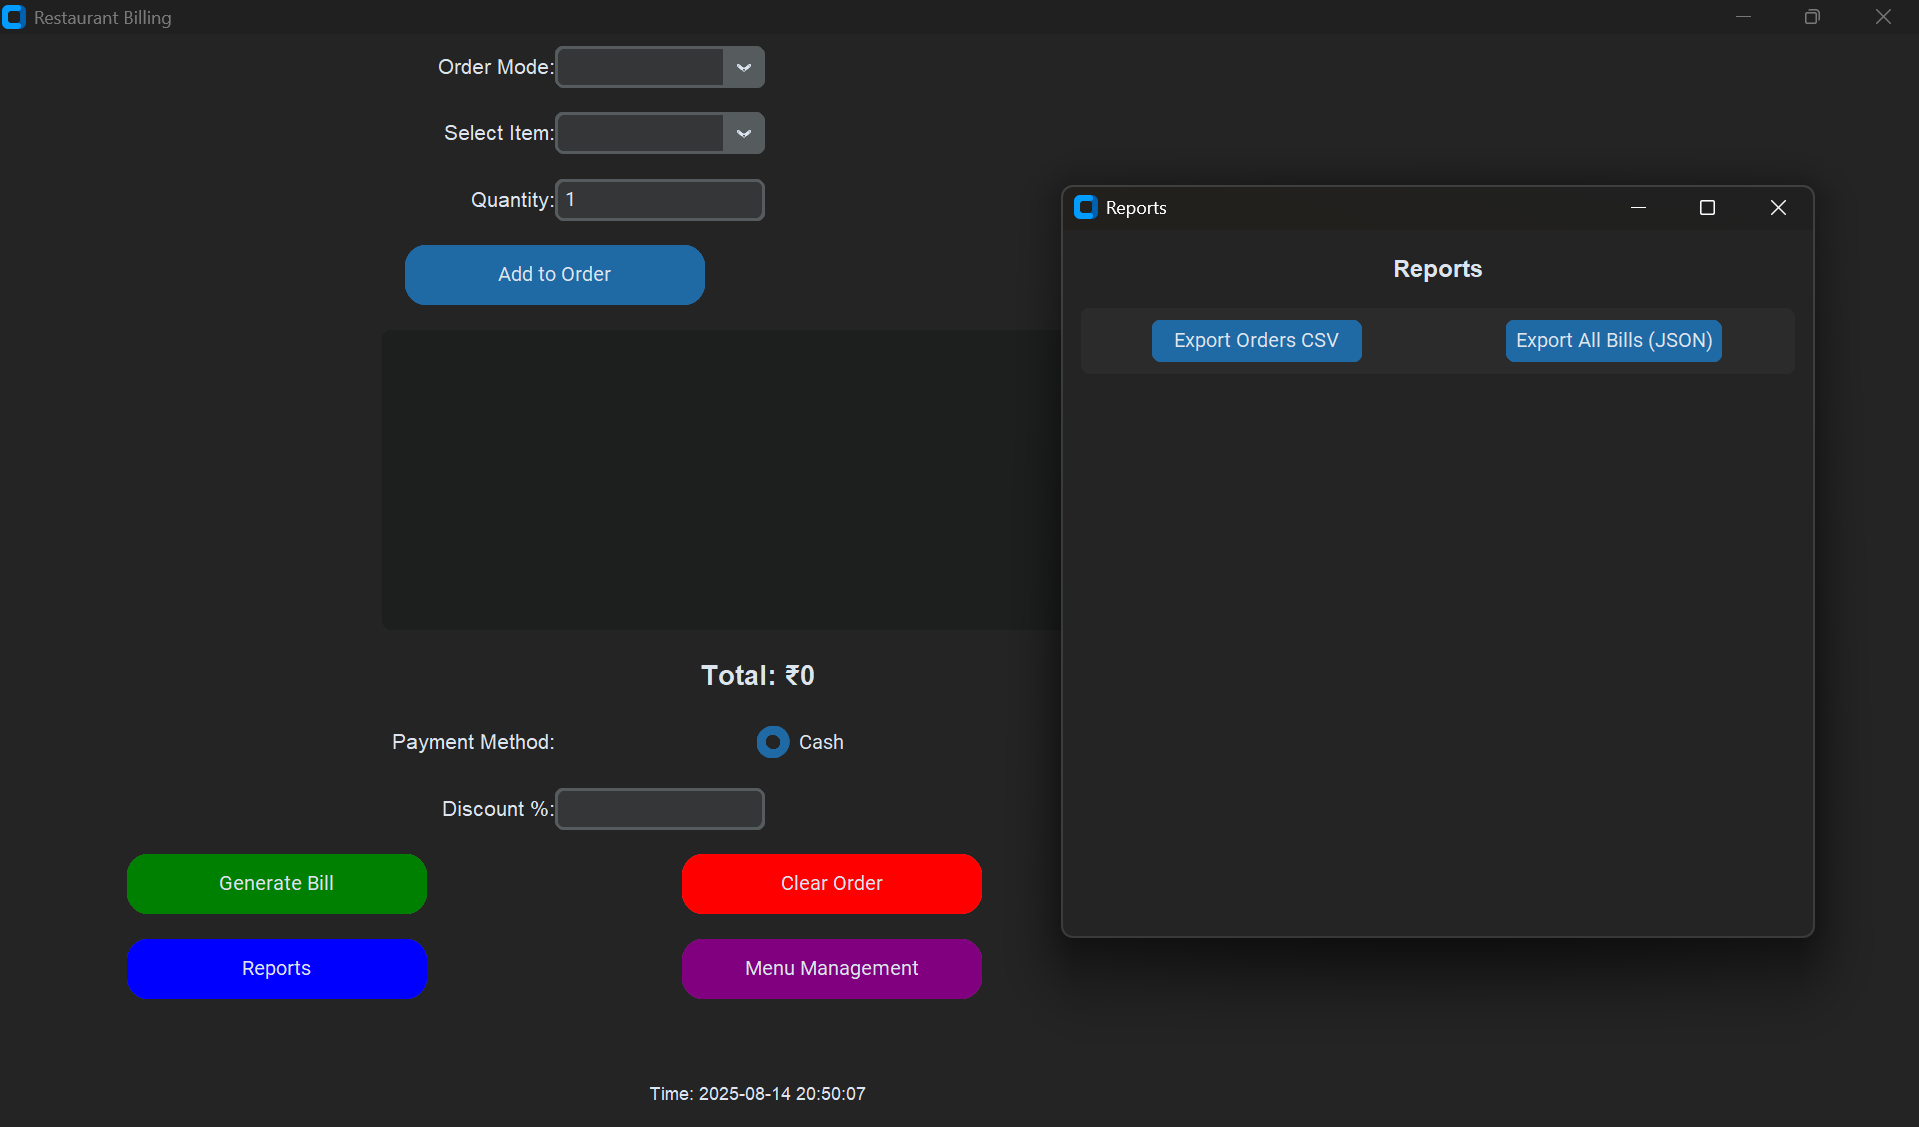 Restaurant Billing
Order Mode:
Select Item:
Quantity: 1
Add to Order
Total: ₹0
Payment Method: Cash
Discount %:
Generate Bill Clear Order
Reports Menu Management
Time: 2025-08-14 20:50:07
Reports
Reports
Export Orders CSV Export All Bills (JSON)